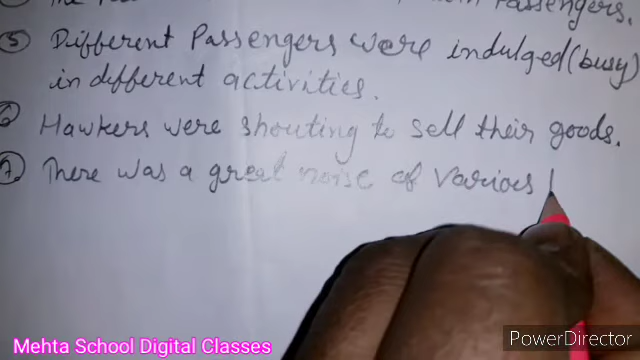 Passengers.
⑤ Different Passengers were indulged (busy)
in different activities.
⑥ Hawkers were shouting to sell their goods.
⑦ There was a great noise of various
Mehta School Digital Classes
PowerDirector